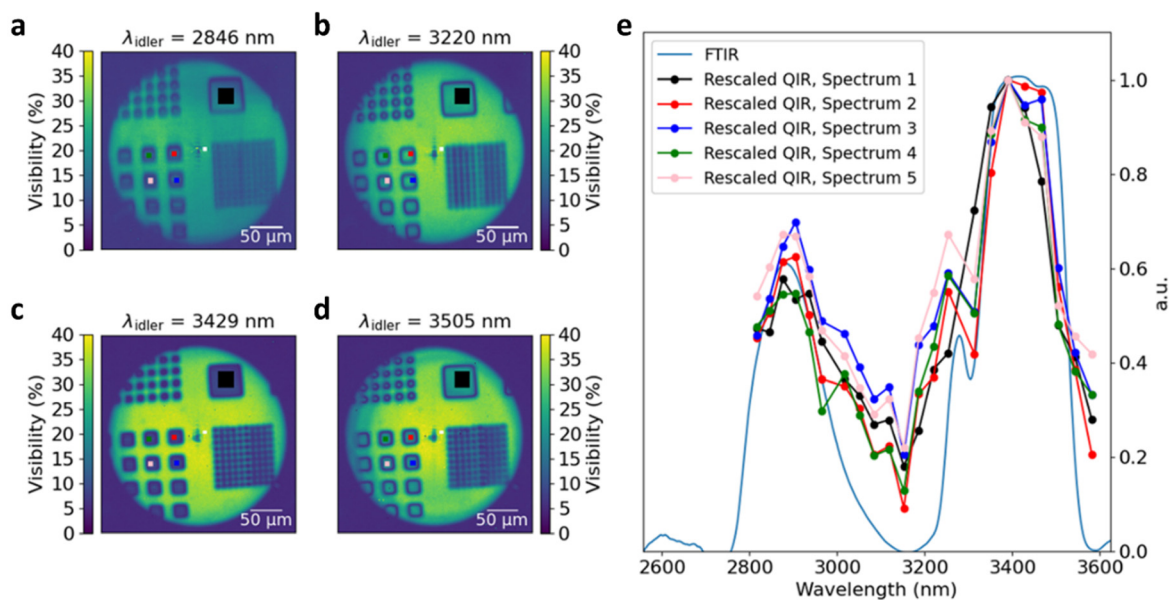 a
λidler = 2846 nm
Visibility (%)
40
35
30
25
20
15
10
5
0
50 μm
b
λidler = 3220 nm
40
35
30
25
20
15
10
5
0
Visibility (%)
50 μm
c
λidler = 3429 nm
Visibility (%)
40
35
30
25
20
15
10
5
0
50 μm
d
λidler = 3505 nm
40
35
30
25
20
15
10
5
0
Visibility (%)
50 μm
e
FTIR
Rescaled QIR, Spectrum 1
Rescaled QIR, Spectrum 2
Rescaled QIR, Spectrum 3
Rescaled QIR, Spectrum 4
Rescaled QIR, Spectrum 5
1.0
0.8
0.6
0.4
0.2
0.0
a.u.
2600 2800 3000 3200 3400 3600
Wavelength (nm)